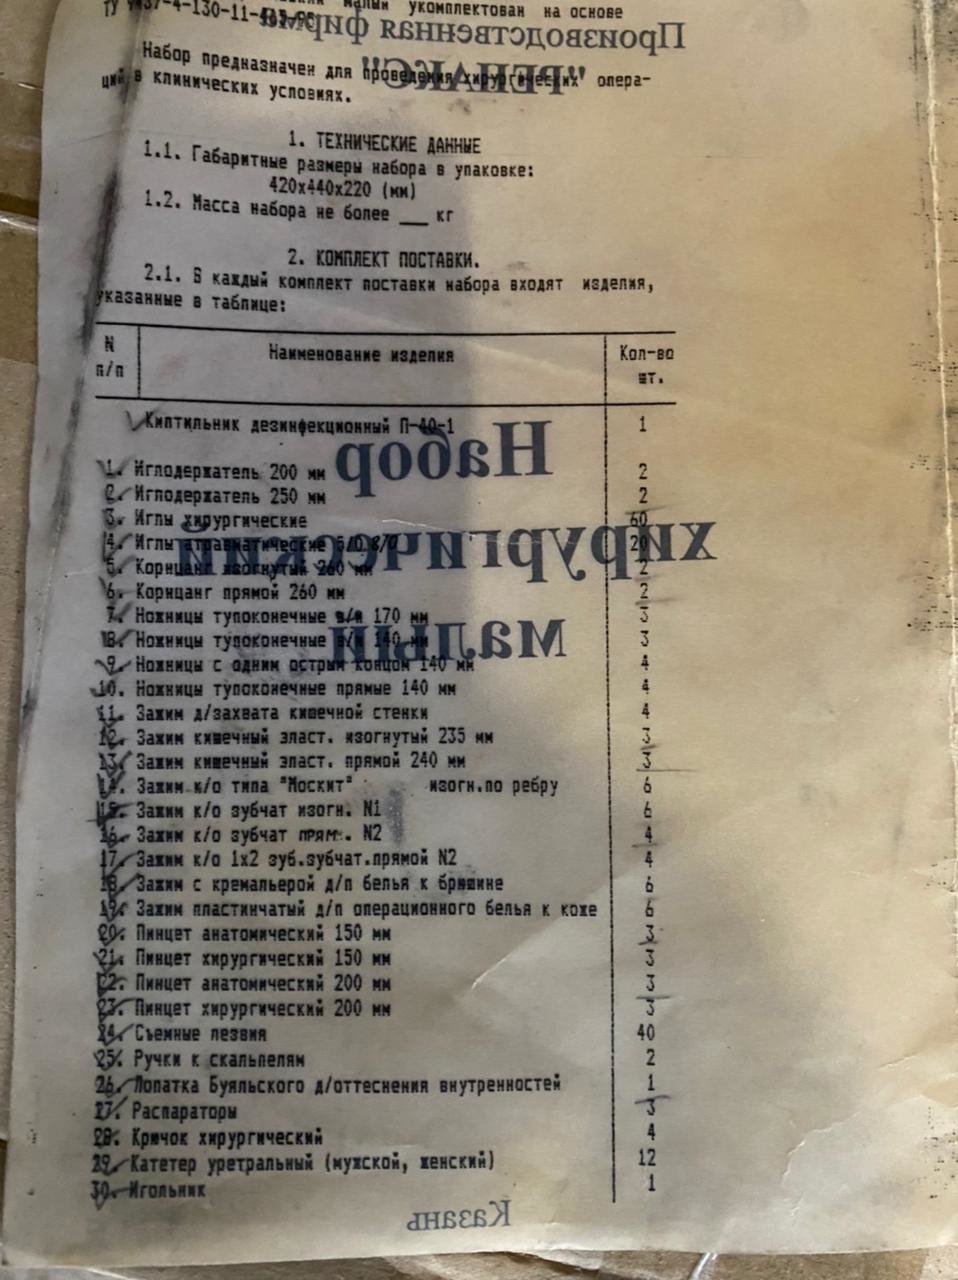 малый укомплектован на основе
Производственная фирма
"РЕПАКС"
Набор предназначен для проведения хирургических опера-
ций в клинических условиях.
1. ТЕХНИЧЕСКИЕ ДАННЫЕ
1.1. Габаритные размеры набора в упаковке:
420х440х220 (мм)
1.2. Масса набора не более ___ кг
2. КОМПЛЕКТ ПОСТАВКИ.
2.1. В каждый комплект поставки набора входят изделия,
указанные в таблице:
N п/п Наименование изделия Кол-во шт.
Киптильник дезинфекционный П-40-1 1
Набор
хирургический
малый
1. Иглодержатель 200 мм 2
2. Иглодержатель 250 мм 2
3. Иглы хирургические 60
4. Иглы атравматические 20
5. Корнцанг изогнутый 260 мм 2
6. Корнцанг прямой 260 мм 2
7. Ножницы тупоконечные в/и 170 мм 3
8. Ножницы тупоконечные в/и 140 мм 3
9. Ножницы с одним острым концом 140 мм 4
10. Ножницы тупоконечные прямые 140 мм 4
11. Зажим д/захвата кишечной стенки 4
12. Зажим кишечный эласт. изогнутый 235 мм 3
13. Зажим кишечный эласт. прямой 240 мм 3
14. Зажим к/о типа "Москит" изогн.по ребру 6
15. Зажим к/о зубчат изогн. N1 6
16. Зажим к/о зубчат прям. N2 4
17. Зажим к/о 1х2 зуб.зубчат.прямой N2 4
18. Зажим с кремальерой д/п белья к брюшине 6
19. Зажим пластинчатый д/п операционного белья к коже 6
20. Пинцет анатомический 150 мм 3
21. Пинцет хирургический 150 мм 3
22. Пинцет анатомический 200 мм 3
23. Пинцет хирургический 200 мм 3
24. Съемные лезвия 40
25. Ручки к скальпелям 2
26. Лопатка Буяльского д/оттеснения внутренностей 1
27. Распараторы 3
28. Крючок хирургический 4
29. Катетер уретральный (мужской, женский) 12
30. Игольник 1
Казань